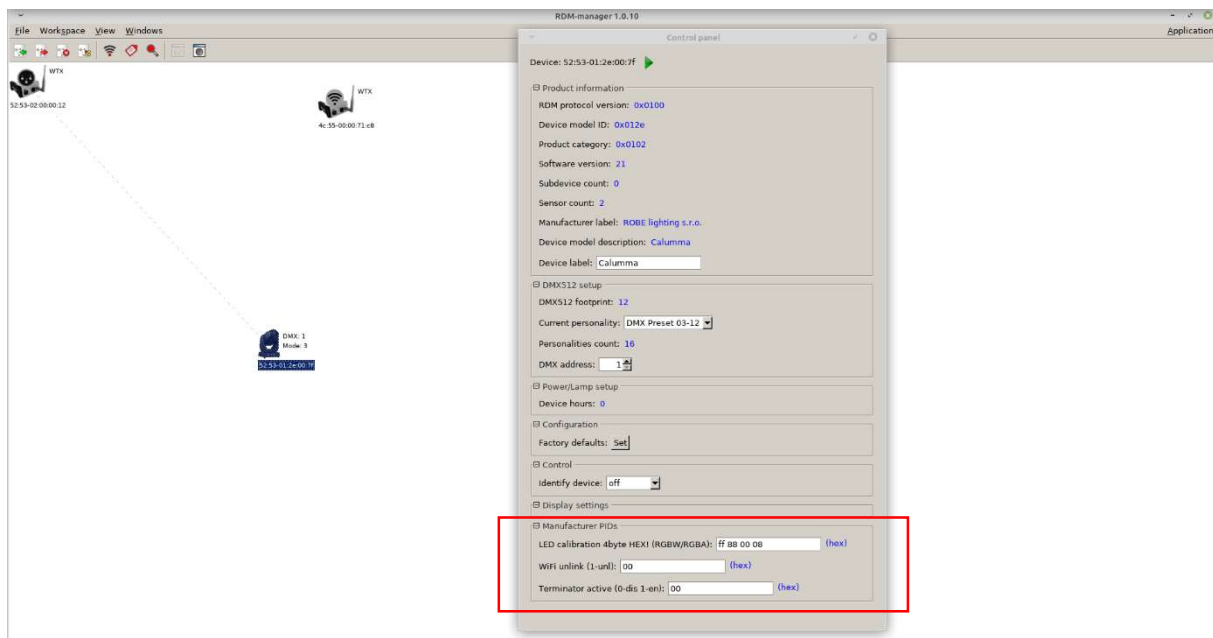 RDM-manager 1.0.10
File Workspace View Windows
Application
WTX
52:53-02:00:00:12
WTX
4c:55-00:00:71:c8
DMX: 1
Mode: 3
52:53-01:2e:00:7f
Control panel
Device: 52:53-01:2e:00:7f
Product information
RDM protocol version: 0x0100
Device model ID: 0x012e
Product category: 0x0102
Software version: 21
Subdevice count: 0
Sensor count: 2
Manufacturer label: ROBE lighting s.r.o.
Device model description: Calumma
Device label: Calumma
DMX512 setup
DMX512 footprint: 12
Current personality: DMX Preset 03-12
Personalities count: 16
DMX address: 1
Power/Lamp setup
Device hours: 0
Configuration
Factory defaults: Set
Control
Identify device: off
Display settings
Manufacturer PIDs
LED calibration 4byte HEX! (RGBW/RGBA): ff 88 00 08 (hex)
WiFi unlink (1-unl): 00 (hex)
Terminator active (0-dis 1-en): 00 (hex)